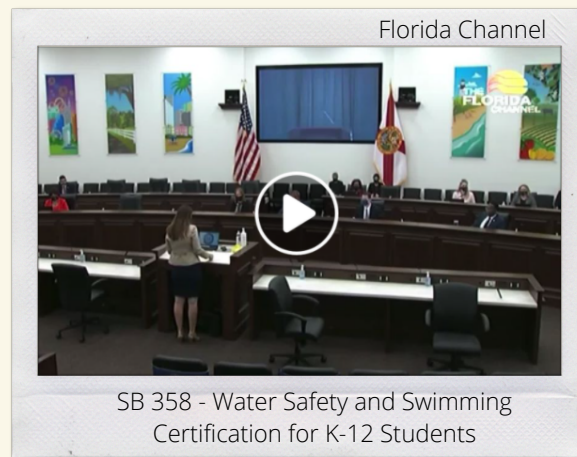 Florida Channel
THE
FLORIDA
CHANNEL
SB 358 - Water Safety and Swimming
Certification for K-12 Students